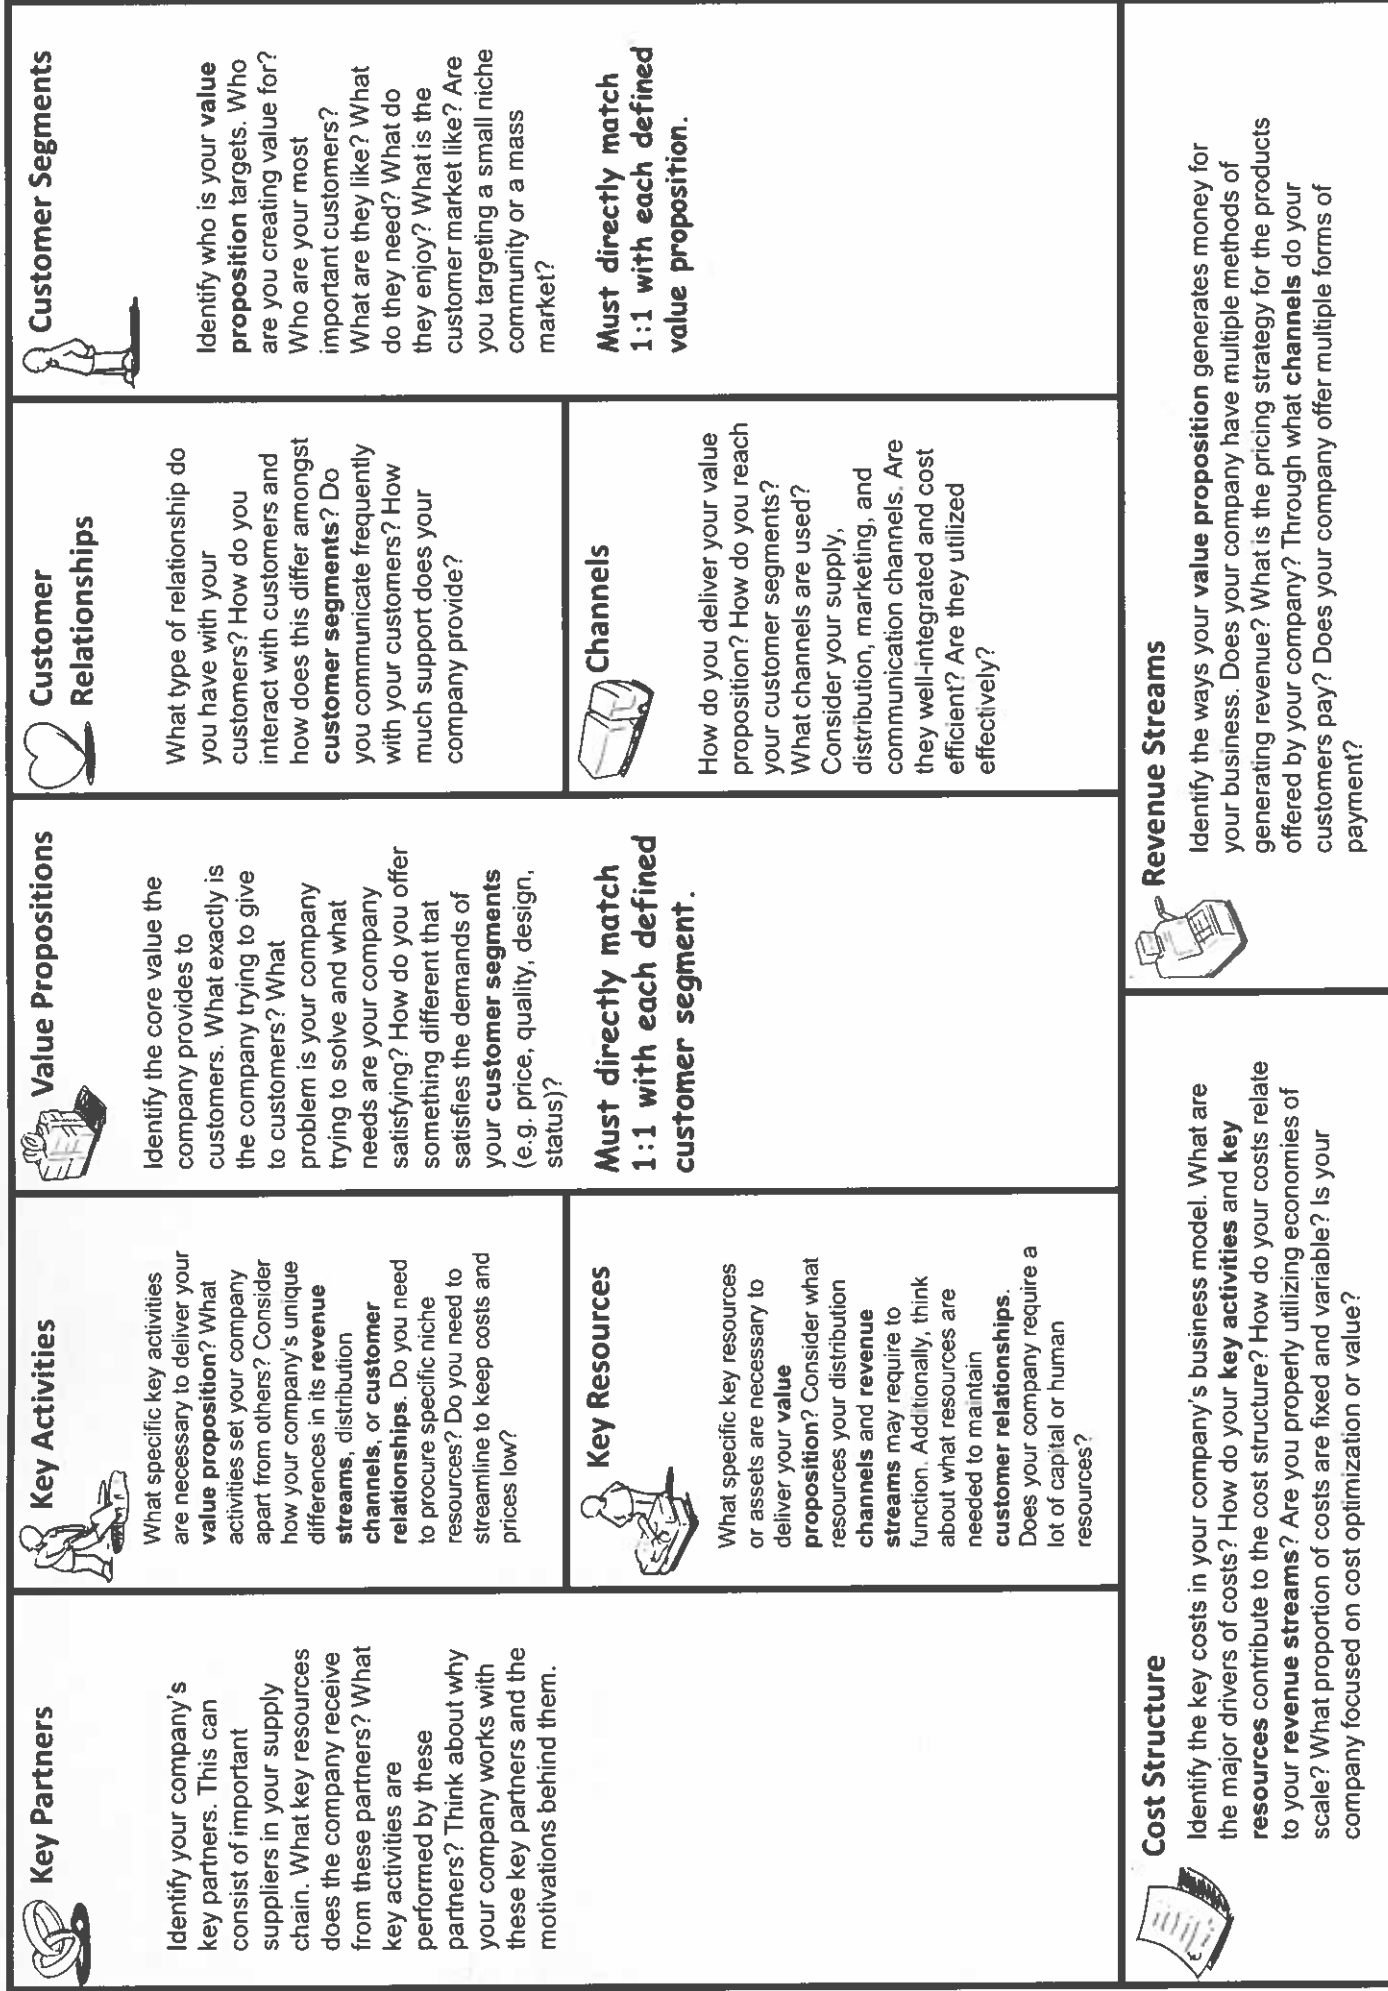 Key Partners
Identify your company's
key partners. This can
consist of important
suppliers in your supply
chain. What key resources
does the company receive
from these partners? What
key activities are
performed by these
partners? Think about why
your company works with
these key partners and the
motivations behind them.
Key Activities
What specific key activities
are necessary to deliver your
value proposition? What
activities set your company
apart from others? Consider
how your company's unique
differences in its revenue
streams, distribution
channels, or customer
relationships. Do you need
to procure specific niche
resources? Do you need to
streamline to keep costs and
prices low?
Key Resources
What specific key resources
or assets are necessary to
deliver your value
proposition? Consider what
resources your distribution
channels and revenue
streams may require to
function. Additionally, think
about what resources are
needed to maintain
customer relationships.
Does your company require a
lot of capital or human
resources?
Value Propositions
Identify the core value the
company provides to
customers. What exactly is
the company trying to give
to customers? What
problem is your company
trying to solve and what
needs are your company
satisfying? How do you offer
something different that
satisfies the demands of
your customer segments
(e.g. price, quality, design,
status)?
Must directly match
1:1 with each defined
customer segment.
Customer
Relationships
What type of relationship do
you have with your
customers? How do you
interact with customers and
how does this differ amongst
customer segments? Do
you communicate frequently
with your customers? How
much support does your
company provide?
Channels
How do you deliver your value
proposition? How do you reach
your customer segments?
What channels are used?
Consider your supply,
distribution, marketing, and
communication channels. Are
they well-integrated and cost
efficient? Are they utilized
effectively?
Customer Segments
Identify who is your value
proposition targets. Who
are you creating value for?
Who are your most
important customers?
What are they like? What
do they need? What do
they enjoy? What is the
customer market like? Are
you targeting a small niche
community or a mass
market?
Must directly match
1:1 with each defined
value proposition.
Cost Structure
Identify the key costs in your company's business model. What are
the major drivers of costs? How do your key activities and key
resources contribute to the cost structure? How do your costs relate
to your revenue streams? Are you properly utilizing economies of
scale? What proportion of costs are fixed and variable? Is your
company focused on cost optimization or value?
Revenue Streams
Identify the ways your value proposition generates money for
your business. Does your company have multiple methods of
generating revenue? What is the pricing strategy for the products
offered by your company? Through what channels do your
customers pay? Does your company offer multiple forms of
payment?